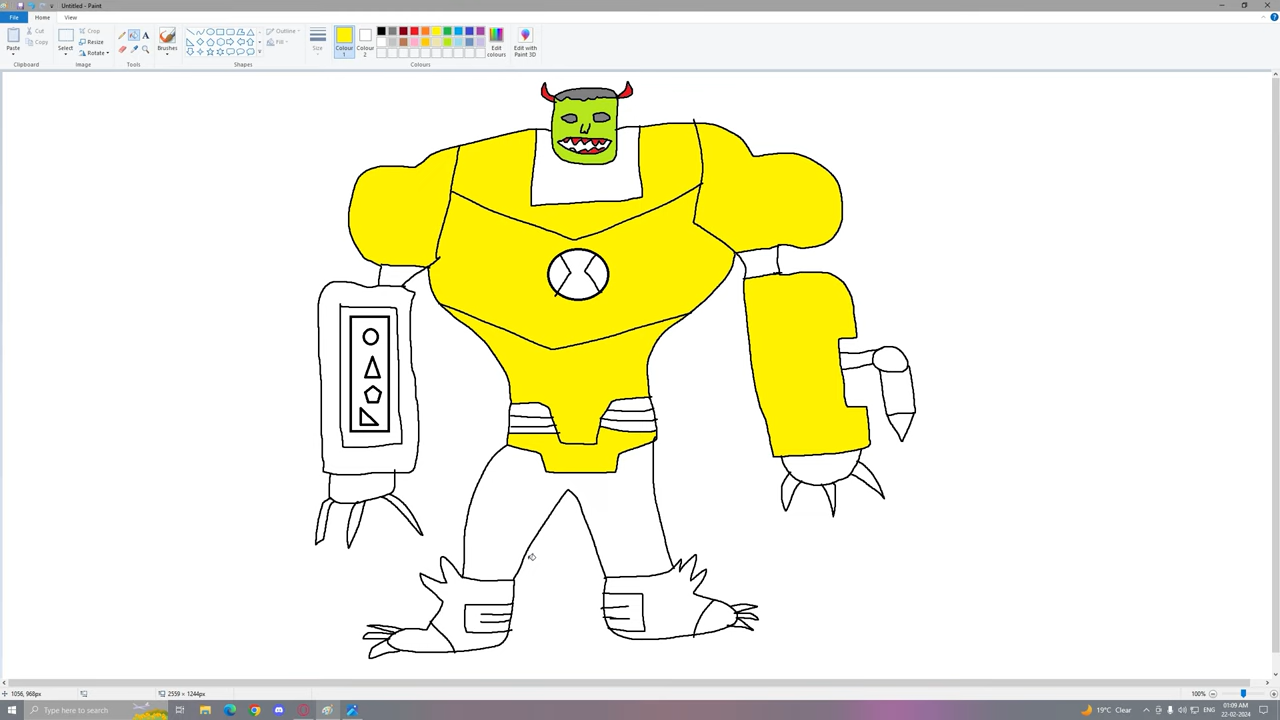 Untitled - Paint
File Home View
Paste
Cut
Copy
Clipboard
Select
Crop
Resize
Rotate
Image
Tools
Brushes
Shapes
Outline
Fill
Size
Colour 1
Colour 2
Edit colours
Colours
Edit with Paint 3D
1056, 968px
2559 × 1244px
100%
Type here to search
19°C Clear
ENG
01:09 AM
22-02-2024